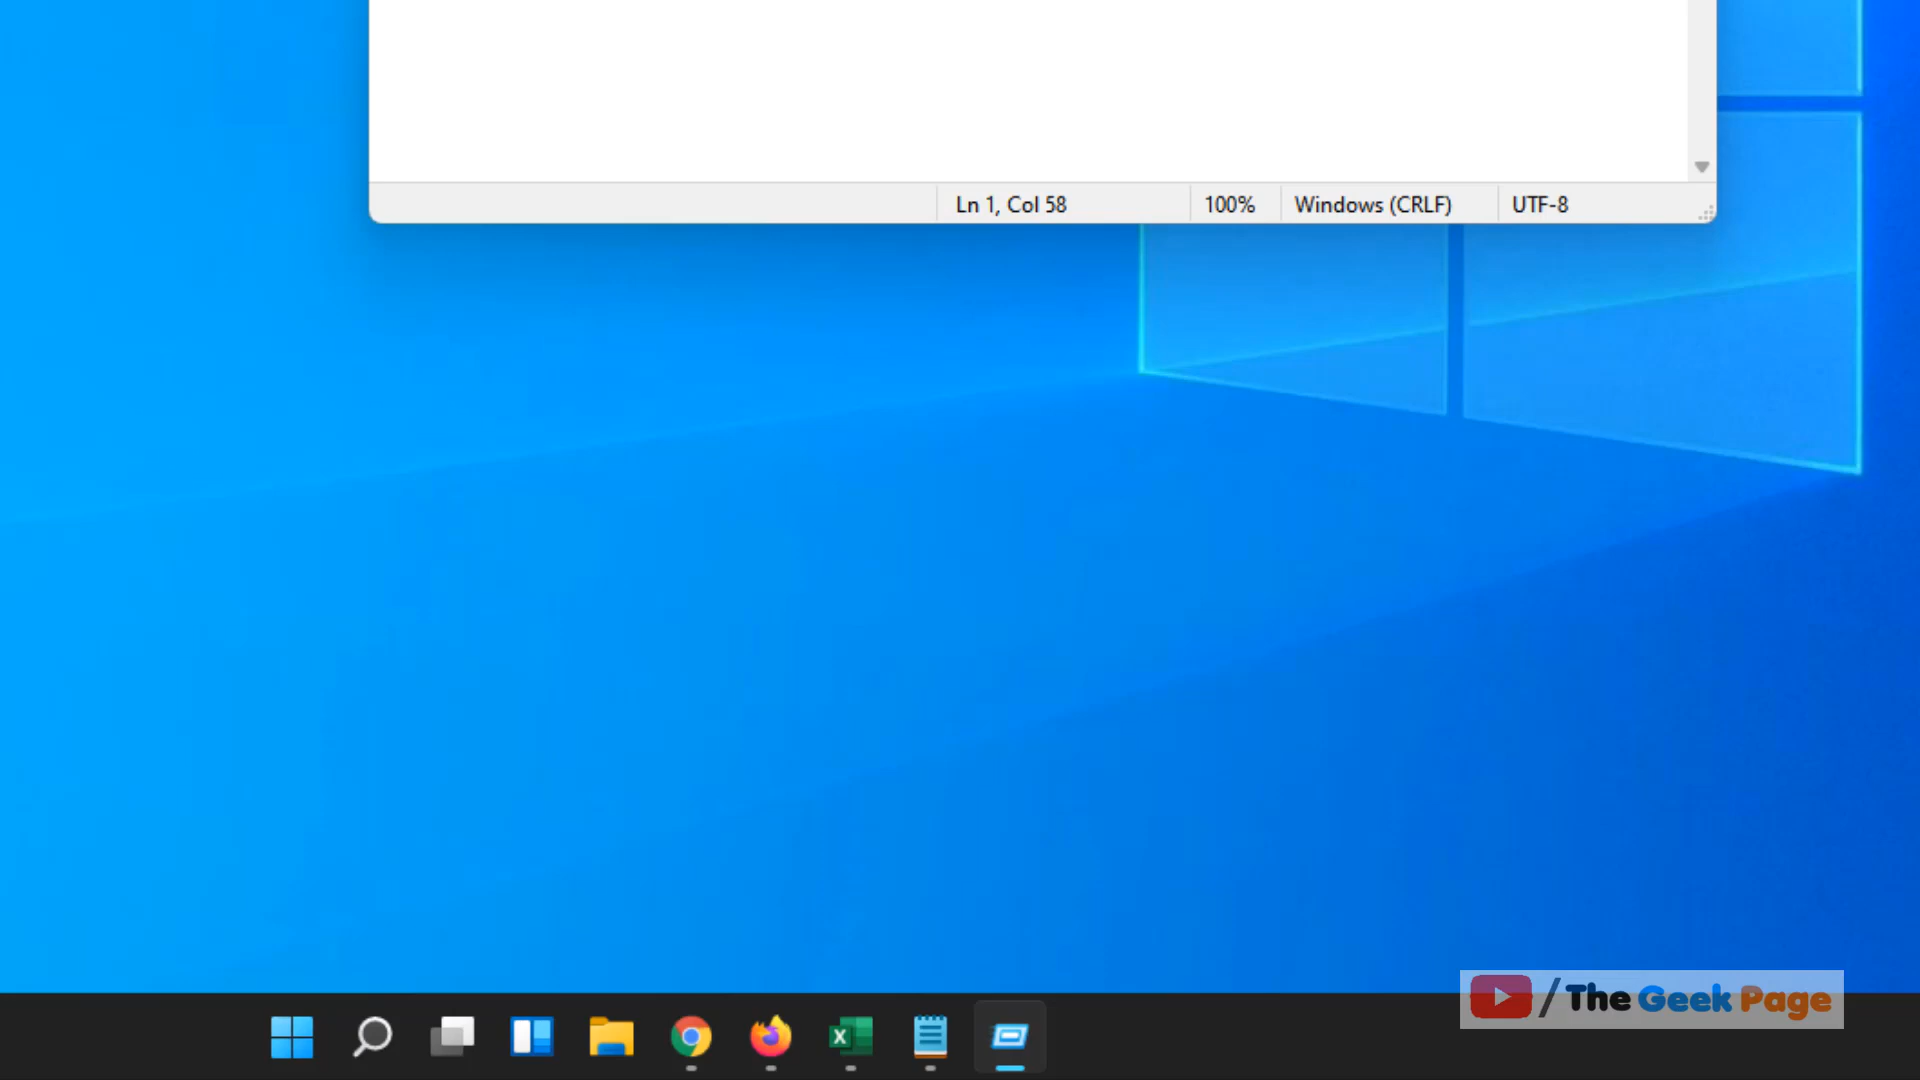 Ln 1, Col 58 100% Windows (CRLF) UTF-8
/The Geek Page